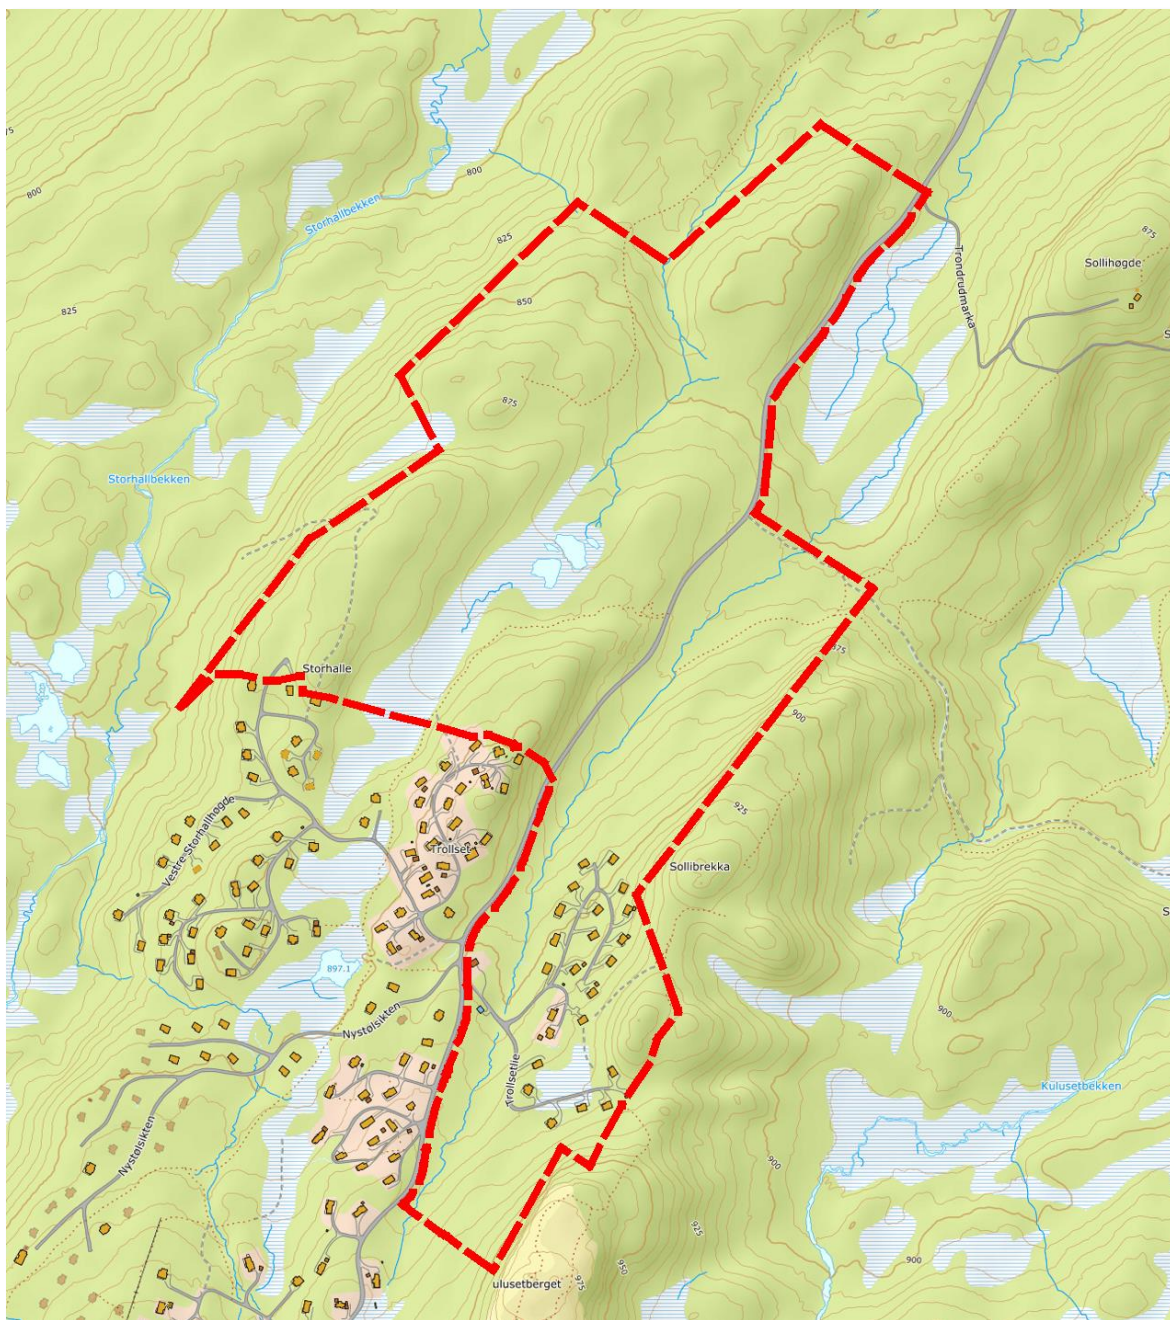 75
800
Storhallbekken
800
825
825
850
875
Trondrudmarka
875
Sollihøgde
S
Storhallbekken
875
Storhalle
900
925
Vestre Storhallhøgde
Trollset
Sollibrekka
S
897.1
Nystølsikten
900
Trollsetlie
Kulusetbekken
Nystølsikten
900
925
950
975
900
ulusetberget